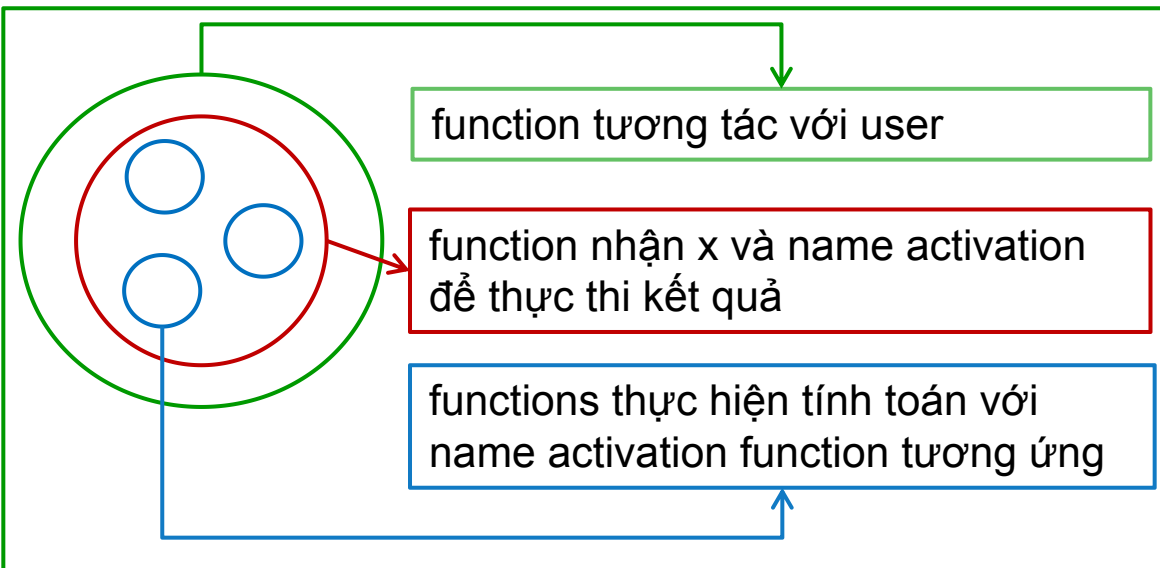 function tương tác với user
function nhận x và name activation
để thực thi kết quả
functions thực hiện tính toán với
name activation function tương ứng